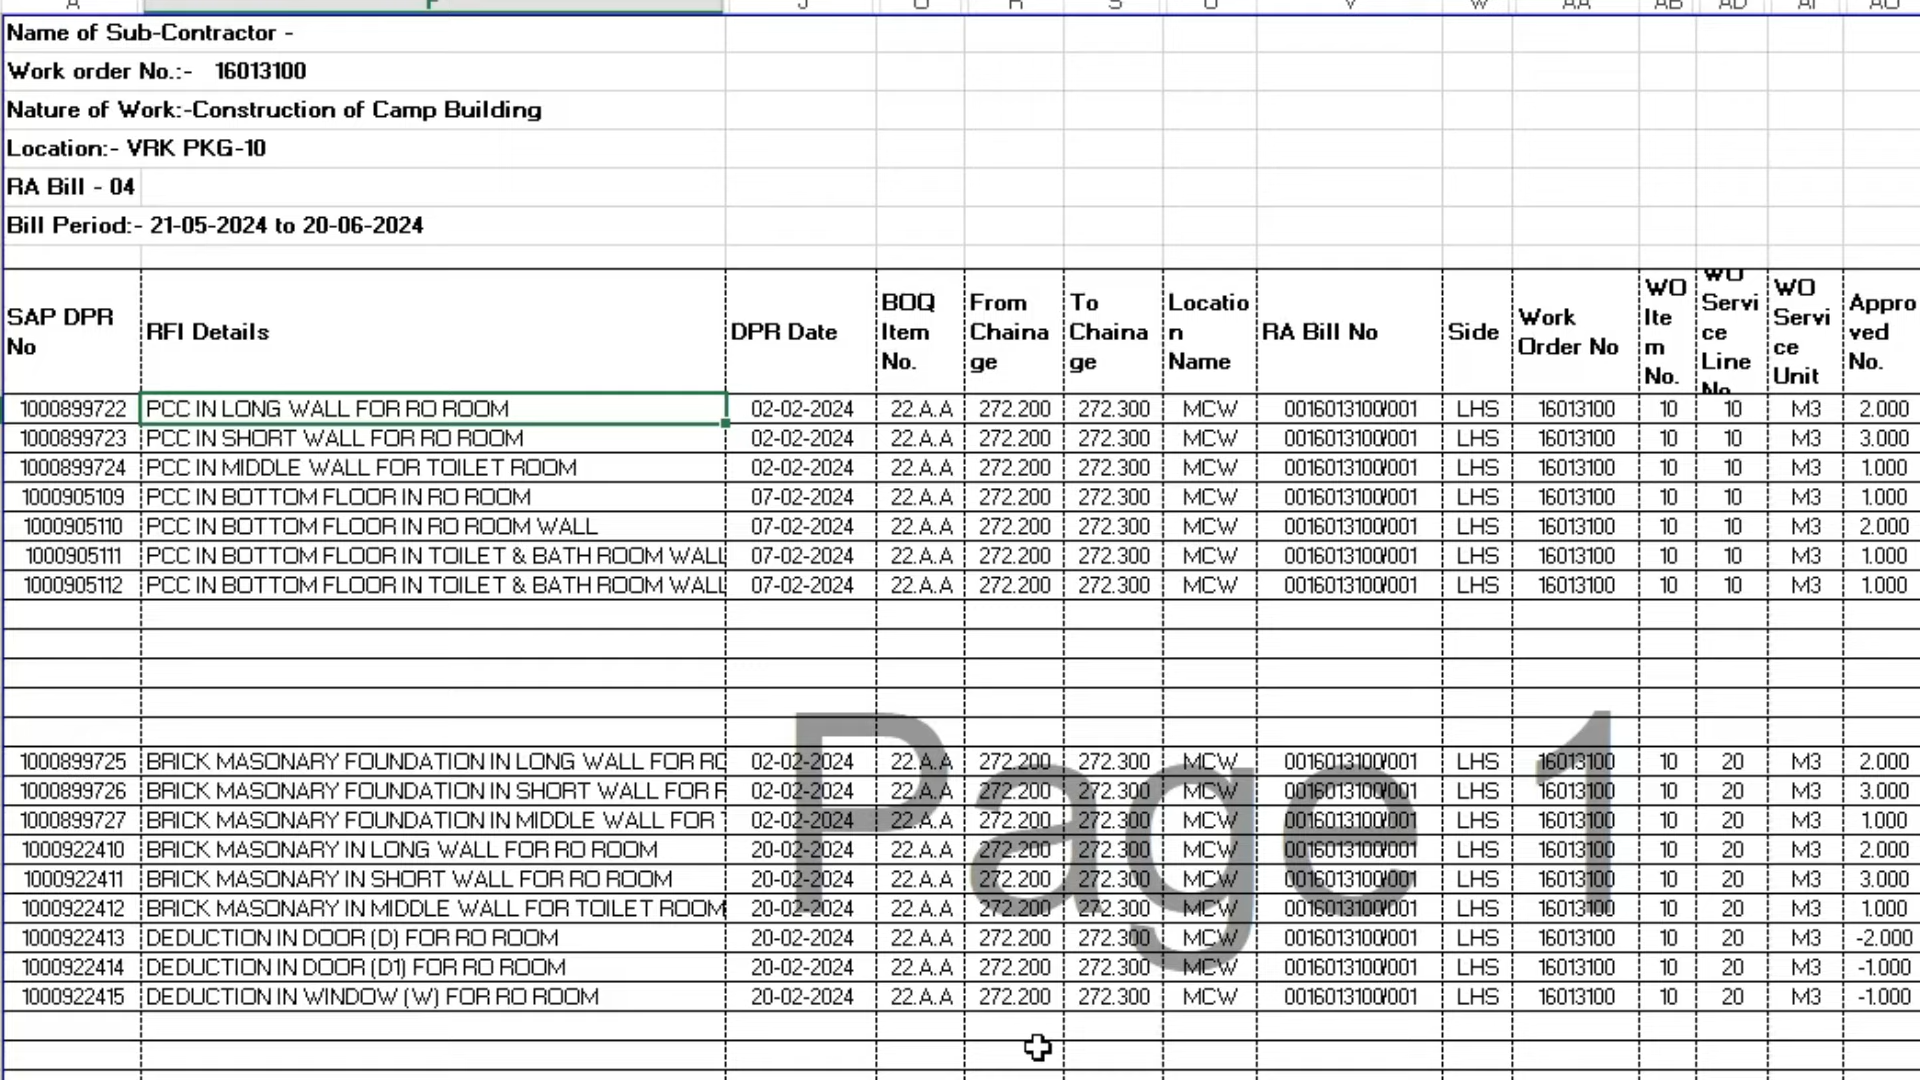 Name of Sub-Contractor -
Work order No.:- 16013100
Nature of Work:-Construction of Camp Building
Location:- VRK PKG-10
RA Bill - 04
Bill Period:- 21-05-2024 to 20-06-2024
SAP DPR No RFI Details DPR Date BOQ Item No. From Chainage To Chainage Location Name RA Bill No Side Work Order No WO Item No. WO Service Line No. WO Service Unit Approved No.
1000899722 PCC IN LONG WALL FOR RO ROOM 02-02-2024 22.A.A 272.200 272.300 MCW 0016013100/001 LHS 16013100 10 10 M3 2.000
1000899723 PCC IN SHORT WALL FOR RO ROOM 02-02-2024 22.A.A 272.200 272.300 MCW 0016013100/001 LHS 16013100 10 10 M3 3.000
1000899724 PCC IN MIDDLE WALL FOR TOILET ROOM 02-02-2024 22.A.A 272.200 272.300 MCW 0016013100/001 LHS 16013100 10 10 M3 1.000
1000905109 PCC IN BOTTOM FLOOR IN RO ROOM 07-02-2024 22.A.A 272.200 272.300 MCW 0016013100/001 LHS 16013100 10 10 M3 1.000
1000905110 PCC IN BOTTOM FLOOR IN RO ROOM WALL 07-02-2024 22.A.A 272.200 272.300 MCW 0016013100/001 LHS 16013100 10 10 M3 2.000
1000905111 PCC IN BOTTOM FLOOR IN TOILET & BATH ROOM WALL 07-02-2024 22.A.A 272.200 272.300 MCW 0016013100/001 LHS 16013100 10 10 M3 1.000
1000905112 PCC IN BOTTOM FLOOR IN TOILET & BATH ROOM WALL 07-02-2024 22.A.A 272.200 272.300 MCW 0016013100/001 LHS 16013100 10 10 M3 1.000
1000899725 BRICK MASONARY FOUNDATION IN LONG WALL FOR 02-02-2024 22.A.A 272.200 272.300 MCW 0016013100/001 LHS 16013100 10 20 M3 2.000
1000899726 BRICK MASONARY FOUNDATION IN SHORT WALL FOR 02-02-2024 22.A.A 272.200 272.300 MCW 0016013100/001 LHS 16013100 10 20 M3 3.000
1000899727 BRICK MASONARY FOUNDATION IN MIDDLE WALL FOR 02-02-2024 22.A.A 272.200 272.300 MCW 0016013100/001 LHS 16013100 10 20 M3 1.000
1000922410 BRICK MASONARY IN LONG WALL FOR RO ROOM 20-02-2024 22.A.A 272.200 272.300 MCW 0016013100/001 LHS 16013100 10 20 M3 2.000
1000922411 BRICK MASONARY IN SHORT WALL FOR RO ROOM 20-02-2024 22.A.A 272.200 272.300 MCW 0016013100/001 LHS 16013100 10 20 M3 3.000
1000922412 BRICK MASONARY IN MIDDLE WALL FOR TOILET ROOM 20-02-2024 22.A.A 272.200 272.300 MCW 0016013100/001 LHS 16013100 10 20 M3 1.000
1000922413 DEDUCTION IN DOOR (D) FOR RO ROOM 20-02-2024 22.A.A 272.200 272.300 MCW 0016013100/001 LHS 16013100 10 20 M3 -2.000
1000922414 DEDUCTION IN DOOR (D1) FOR RO ROOM 20-02-2024 22.A.A 272.200 272.300 MCW 0016013100/001 LHS 16013100 10 20 M3 -1.000
1000922415 DEDUCTION IN WINDOW (W) FOR RO ROOM 20-02-2024 22.A.A 272.200 272.300 MCW 0016013100/001 LHS 16013100 10 20 M3 -1.000
Page 1